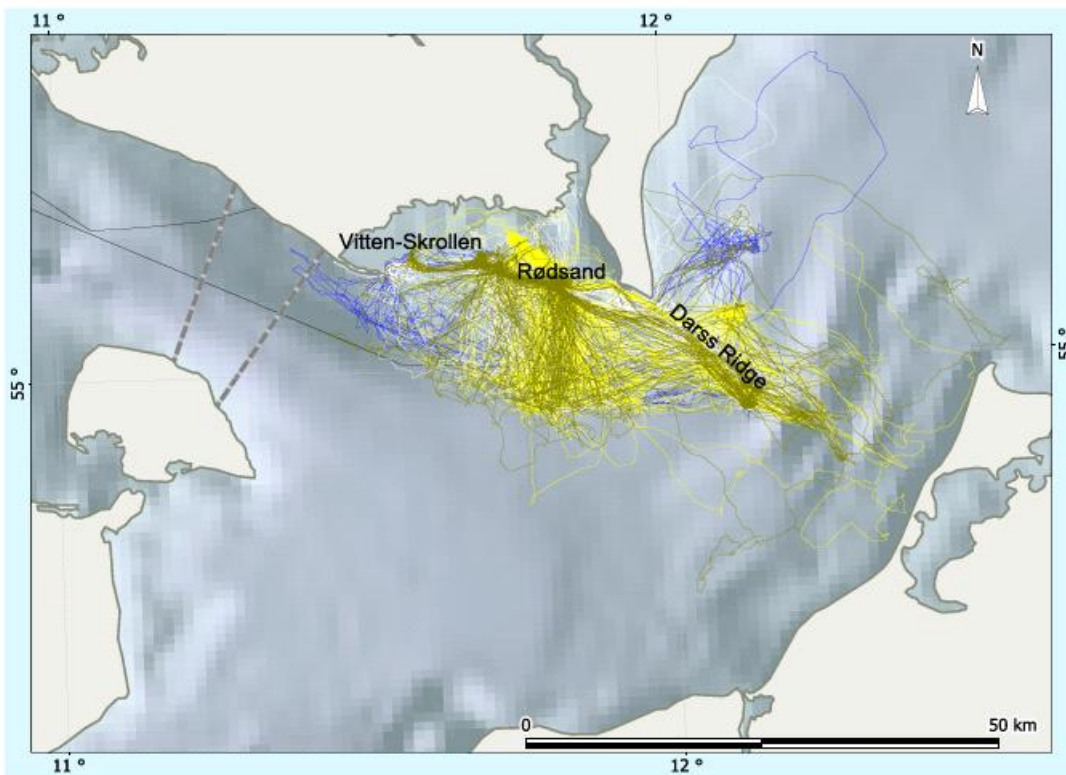 11 °
12 °
N
Vitten-Skrollen
Rødsand
Darss Ridge
55 °
55 °
0
50 km
11 °
12 °